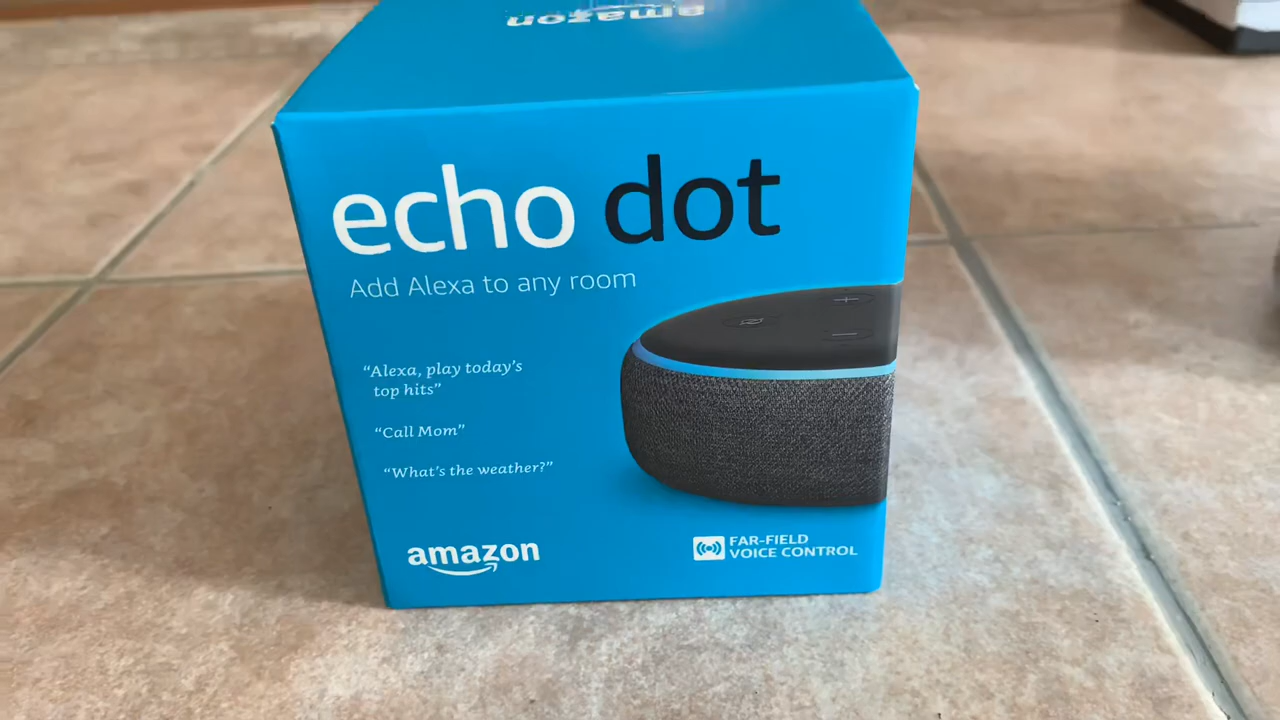 amazon
echo dot
Add Alexa to any room
“Alexa, play today’s
top hits”
“Call Mom”
“What’s the weather?”
amazon
FAR-FIELD
VOICE CONTROL